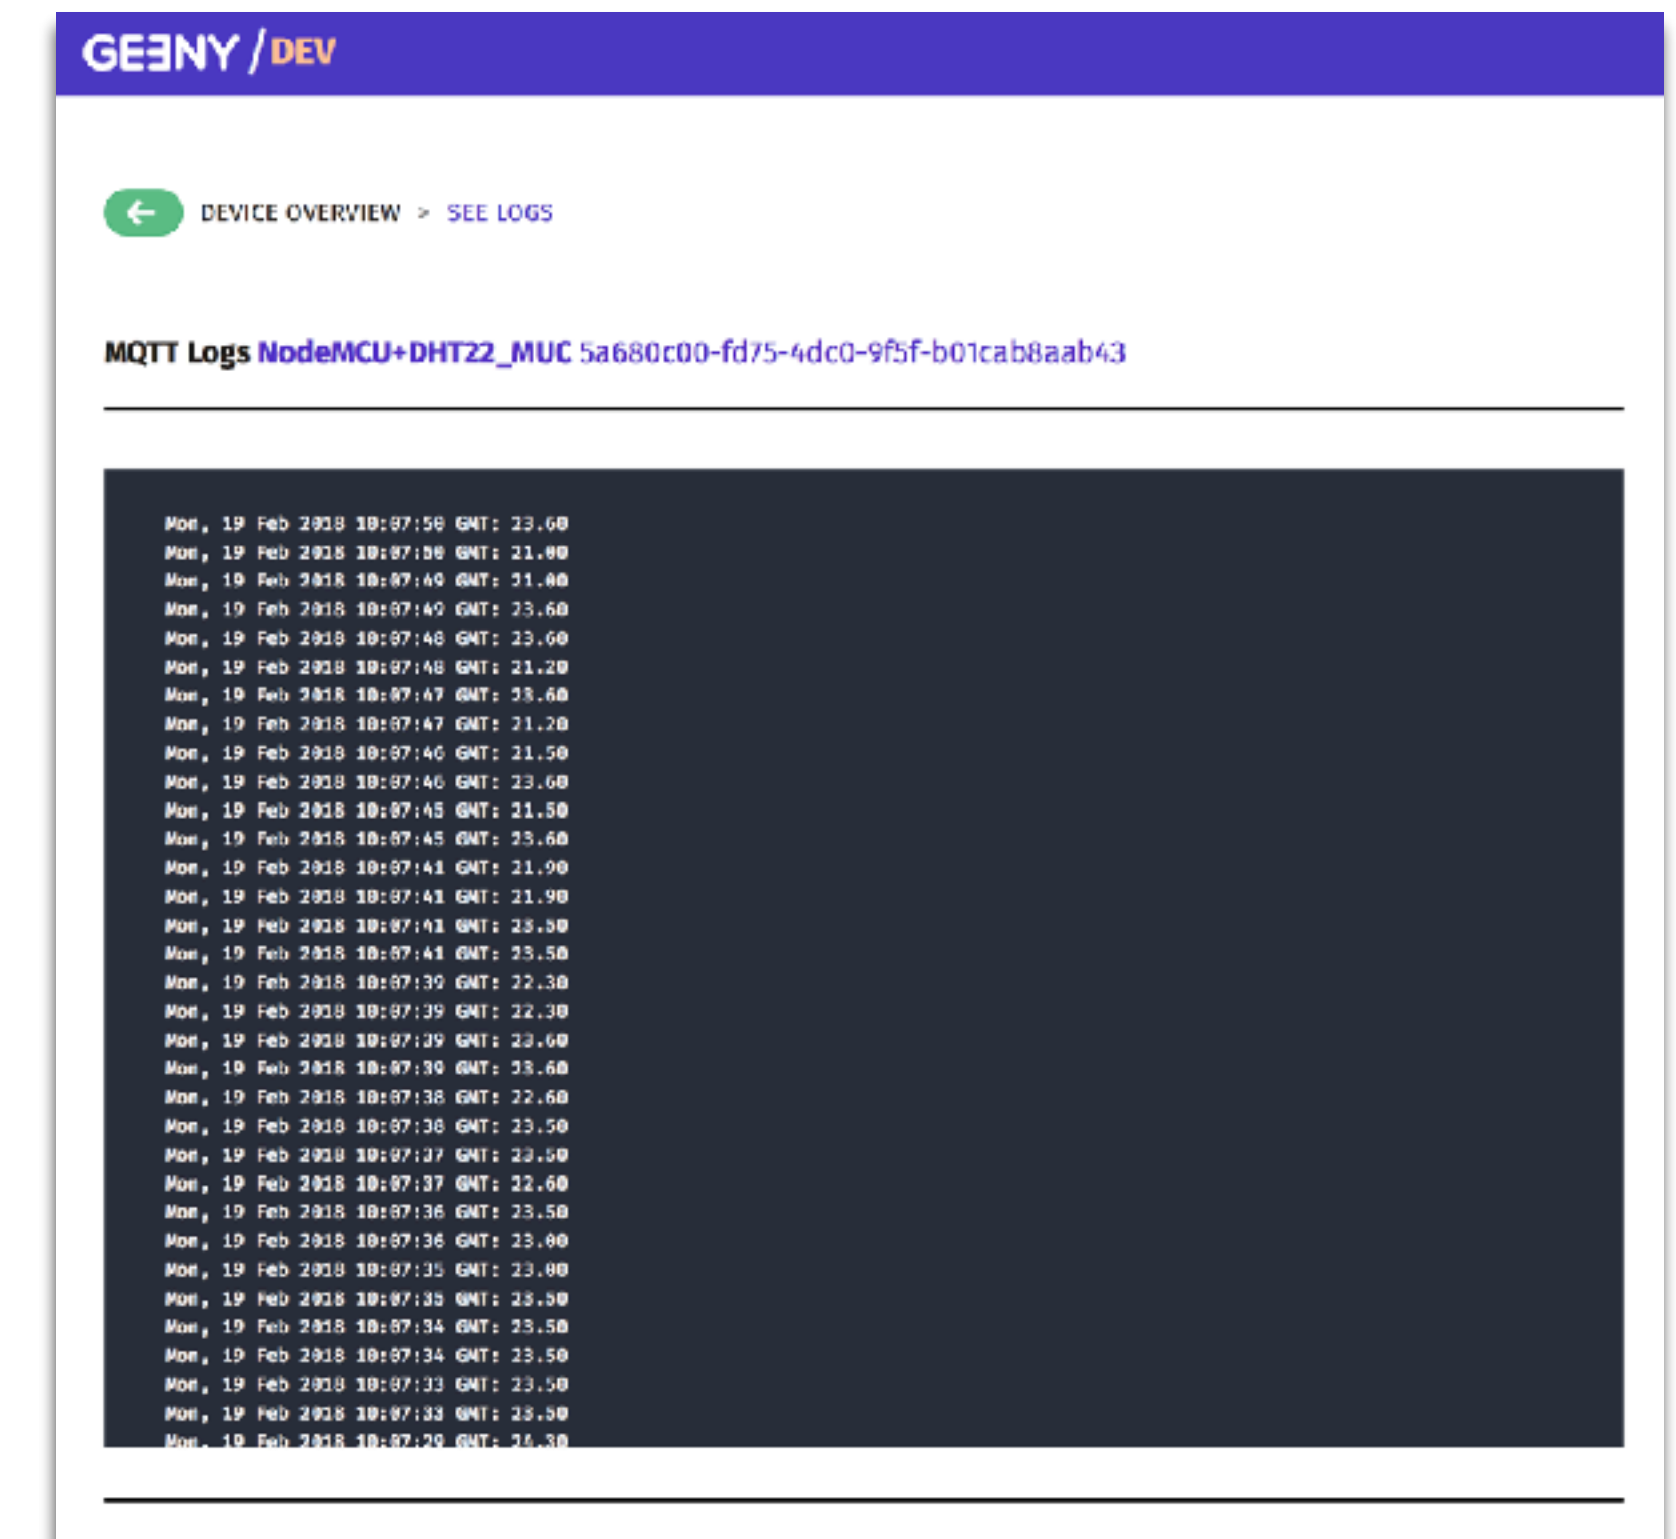 GEENY / DEV
← DEVICE OVERVIEW > SEE LOGS
MQTT Logs NodeMCU+DHT22_MUC 5a680c00-fd75-4dc0-9f5f-b01cab8aab43
Mon, 19 Feb 2018 10:07:50 GMT: 23.60
Mon, 19 Feb 2018 10:07:50 GMT: 21.00
Mon, 19 Feb 2018 10:07:49 GMT: 21.00
Mon, 19 Feb 2018 10:07:49 GMT: 23.60
Mon, 19 Feb 2018 10:07:48 GMT: 23.60
Mon, 19 Feb 2018 10:07:48 GMT: 21.20
Mon, 19 Feb 2018 10:07:47 GMT: 23.60
Mon, 19 Feb 2018 10:07:47 GMT: 21.20
Mon, 19 Feb 2018 10:07:46 GMT: 21.50
Mon, 19 Feb 2018 10:07:46 GMT: 23.60
Mon, 19 Feb 2018 10:07:45 GMT: 21.50
Mon, 19 Feb 2018 10:07:45 GMT: 23.60
Mon, 19 Feb 2018 10:07:41 GMT: 21.90
Mon, 19 Feb 2018 10:07:41 GMT: 21.90
Mon, 19 Feb 2018 10:07:41 GMT: 23.50
Mon, 19 Feb 2018 10:07:41 GMT: 23.50
Mon, 19 Feb 2018 10:07:39 GMT: 22.30
Mon, 19 Feb 2018 10:07:39 GMT: 22.30
Mon, 19 Feb 2018 10:07:39 GMT: 23.60
Mon, 19 Feb 2018 10:07:39 GMT: 23.60
Mon, 19 Feb 2018 10:07:38 GMT: 22.60
Mon, 19 Feb 2018 10:07:38 GMT: 23.50
Mon, 19 Feb 2018 10:07:37 GMT: 23.50
Mon, 19 Feb 2018 10:07:37 GMT: 22.60
Mon, 19 Feb 2018 10:07:36 GMT: 23.50
Mon, 19 Feb 2018 10:07:36 GMT: 23.00
Mon, 19 Feb 2018 10:07:35 GMT: 23.00
Mon, 19 Feb 2018 10:07:35 GMT: 23.50
Mon, 19 Feb 2018 10:07:34 GMT: 23.50
Mon, 19 Feb 2018 10:07:34 GMT: 23.50
Mon, 19 Feb 2018 10:07:33 GMT: 23.50
Mon, 19 Feb 2018 10:07:33 GMT: 23.50
Mon, 19 Feb 2018 10:07:29 GMT: 24.30